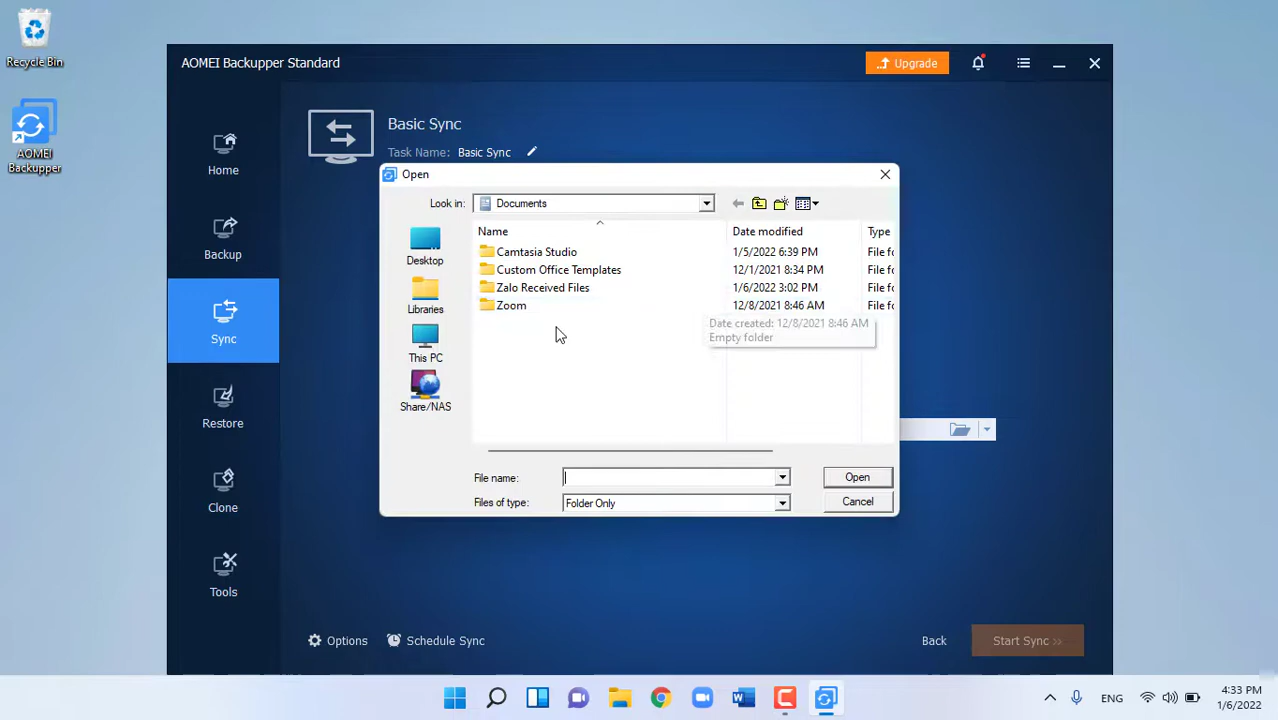 Recycle Bin
AOMEI
Backupper
AOMEI Backupper Standard
Upgrade
Home
Backup
Sync
Restore
Clone
Tools
Basic Sync
Task Name: Basic Sync
Open
Look in: Documents
Desktop
Libraries
This PC
Share/NAS
Name Date modified Type
Camtasia Studio 1/5/2022 6:39 PM File fo
Custom Office Templates 12/1/2021 8:34 PM File fo
Zalo Received Files 1/6/2022 3:02 PM File fo
Zoom 12/8/2021 8:46 AM File fo
Date created: 12/8/2021 8:46 AM
Empty folder
File name: Open
Files of type: Folder Only Cancel
Options Schedule Sync Back Start Sync >>
ENG
4:33 PM
1/6/2022